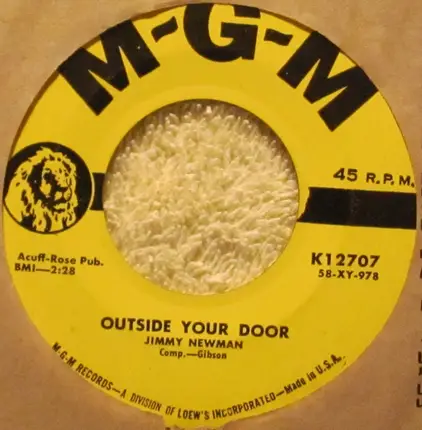 M-G-M
45 R.P.M.
Acuff-Rose Pub.
BMI—2:28
K12707
58-XY-978
OUTSIDE YOUR DOOR
JIMMY NEWMAN
Comp.—Gibson
M-G-M RECORDS—A DIVISION OF LOEW'S INCORPORATED—Made in U.S.A.